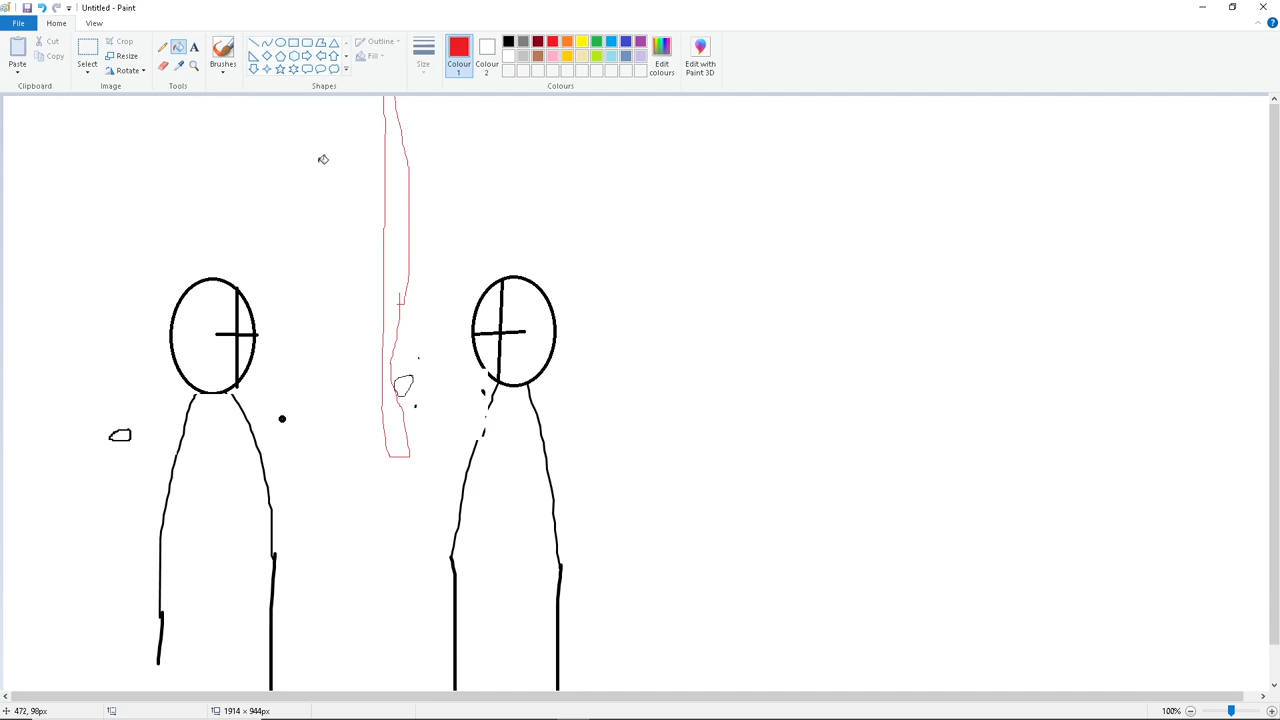 Untitled - Paint
File Home View
Paste Cut Copy Clipboard
Select Crop Resize Rotate Image
Tools
Brushes
Outline Fill Shapes
Size
Colour 1 Colour 2 Edit colours Colours
Edit with Paint 3D
472, 98px 1914 × 944px 100%